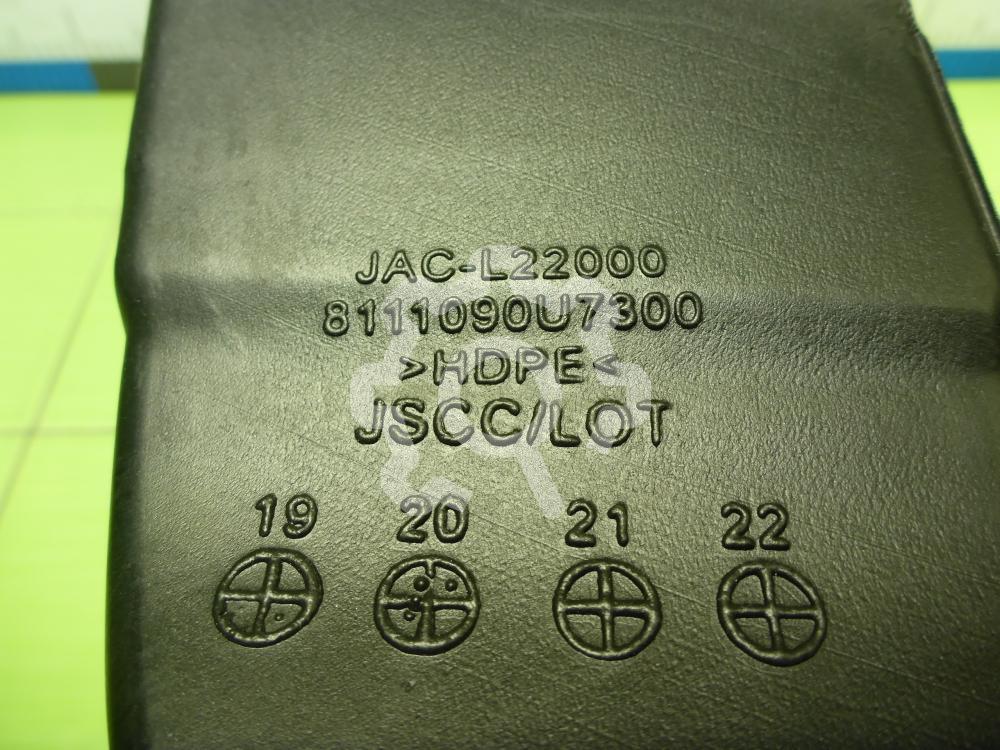 JAC-L22000
8111090U7300
>HDPE<
JSCC/LOT
19 20 21 22